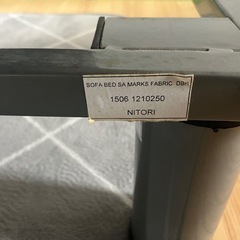 SOFA BED SA MARKS FABRIC DBR
1506 1210250
NITORI